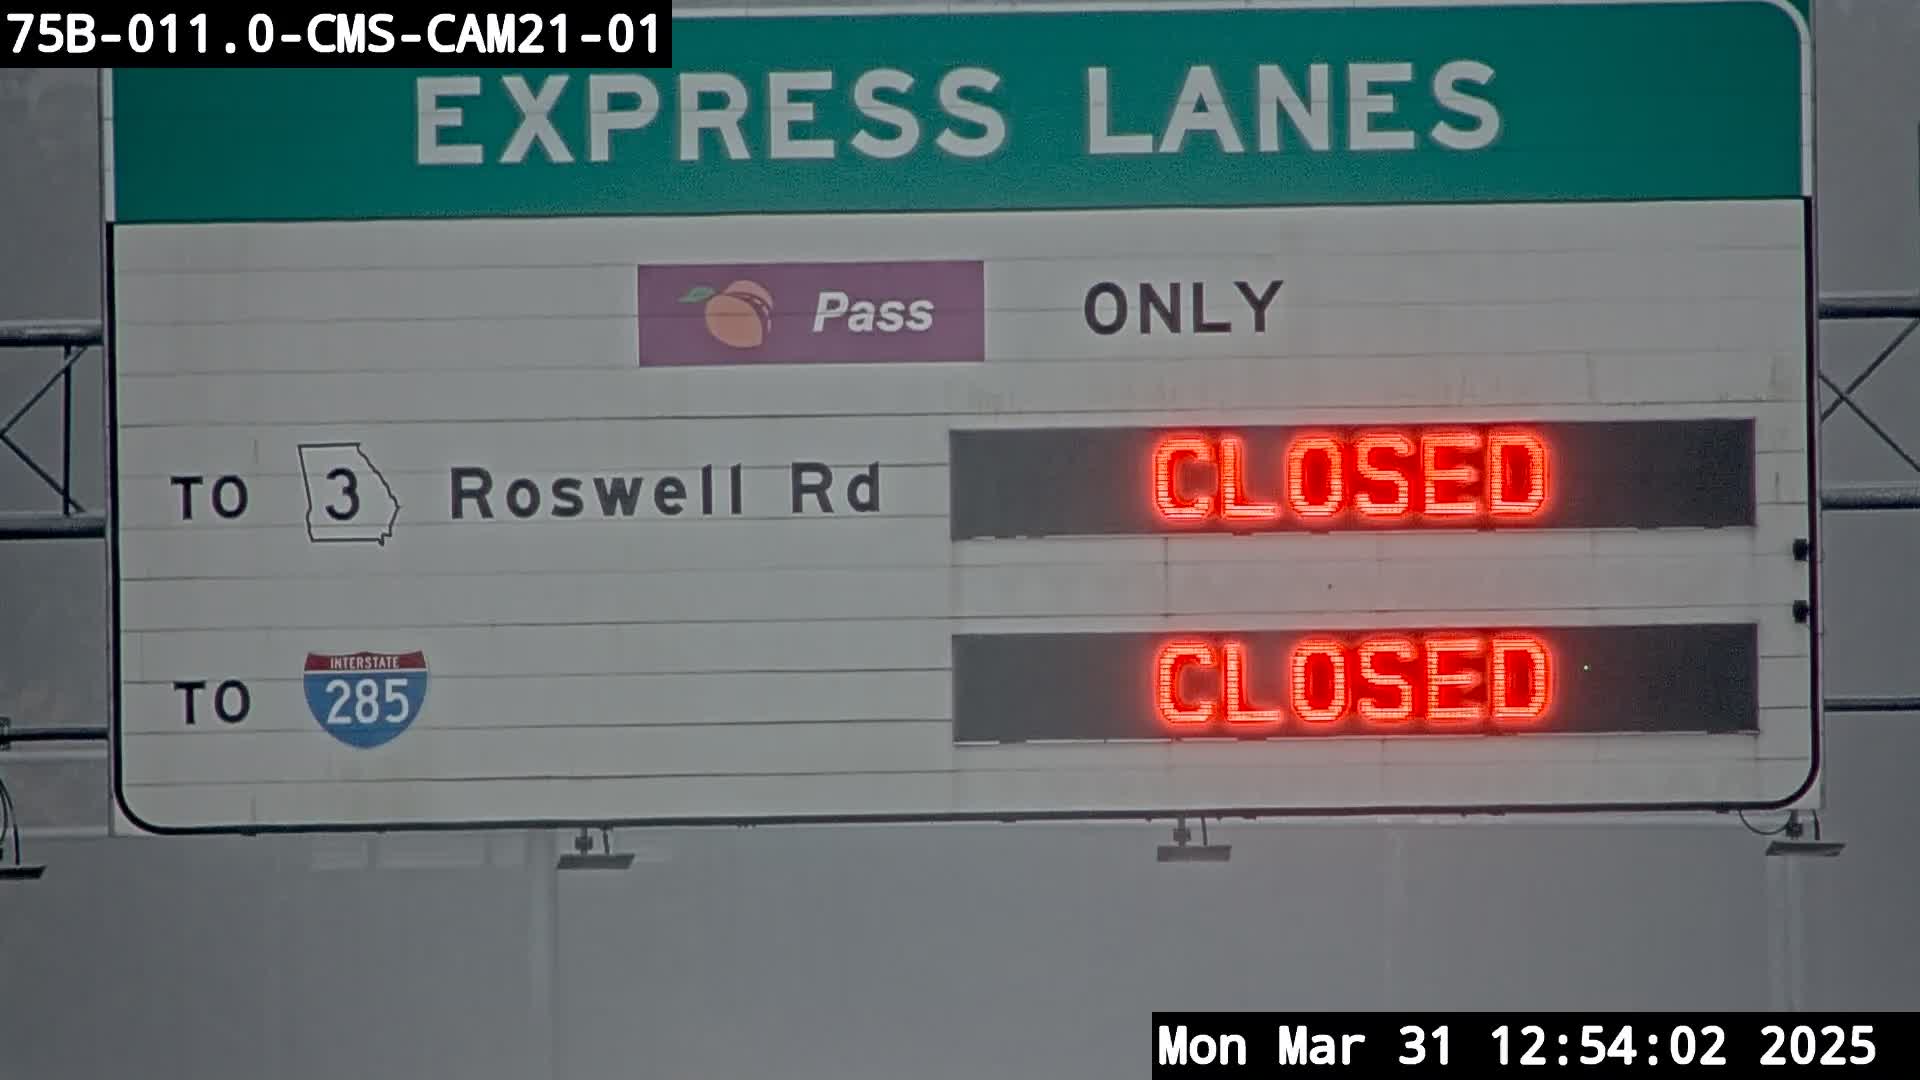 75B-011.0-CMS-CAM21-01
EXPRESS LANES
Pass ONLY
TO 3 Roswell Rd CLOSED
INTERSTATE
TO 285 CLOSED
Mon Mar 31 12:54:02 2025